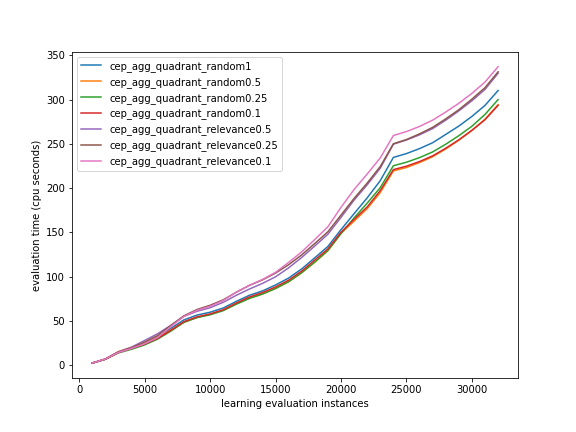 350
300
250
200
150
100
50
0
evaluation time (cpu seconds)
cep_agg_quadrant_random1
cep_agg_quadrant_random0.5
cep_agg_quadrant_random0.25
cep_agg_quadrant_random0.1
cep_agg_quadrant_relevance0.5
cep_agg_quadrant_relevance0.25
cep_agg_quadrant_relevance0.1
0 5000 10000 15000 20000 25000 30000
learning evaluation instances